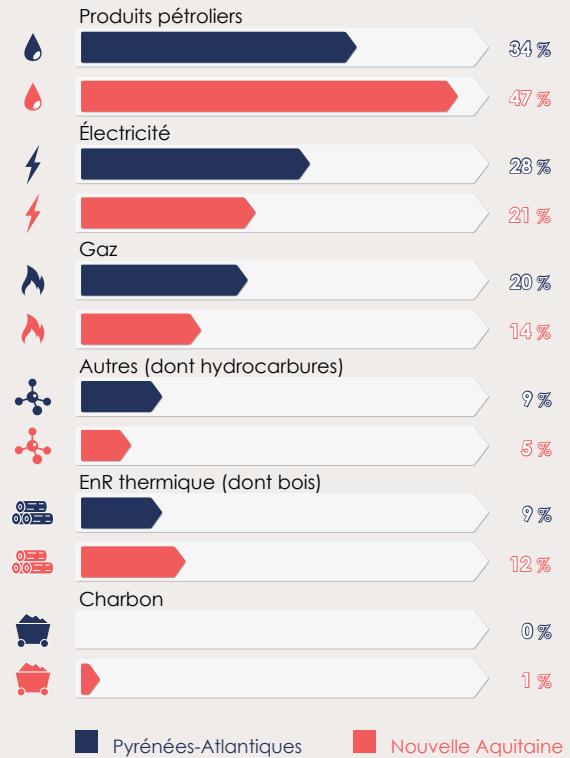 Produits pétroliers
34 %
47 %
Électricité
28 %
21 %
Gaz
20 %
14 %
Autres (dont hydrocarbures)
9 %
5 %
EnR thermique (dont bois)
9 %
12 %
Charbon
0 %
1 %
Pyrénées-Atlantiques Nouvelle Aquitaine